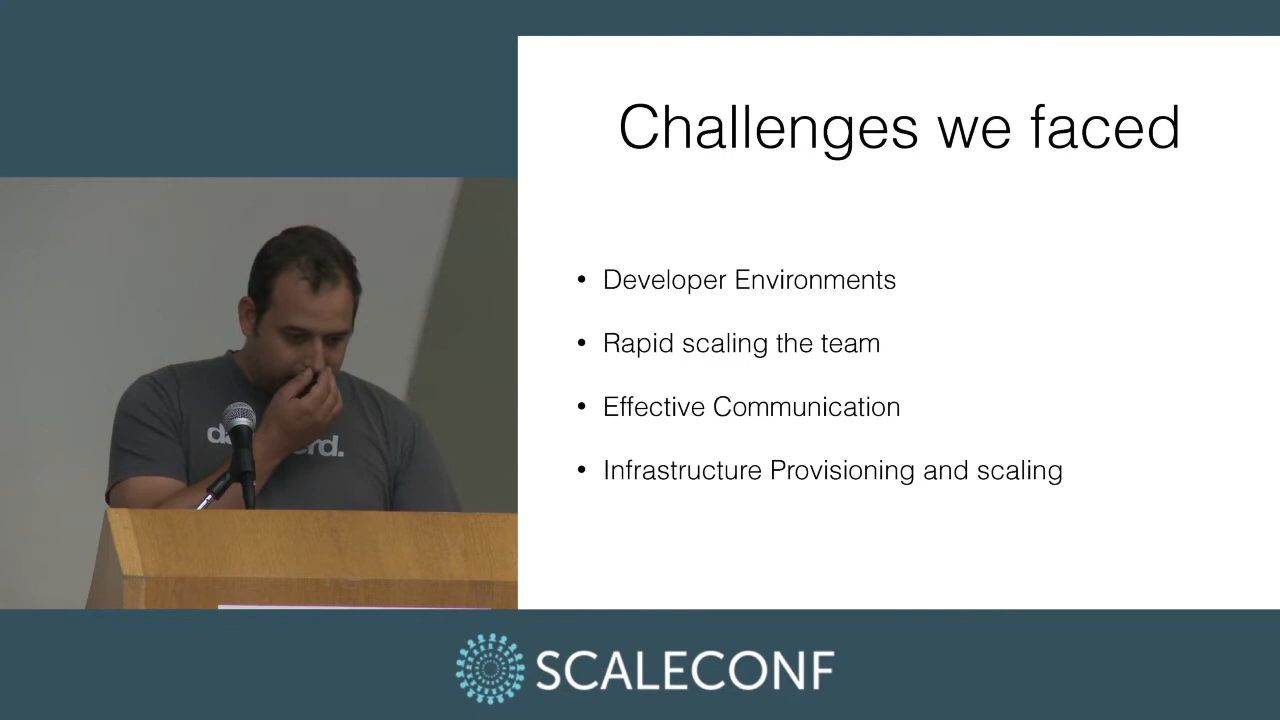 Challenges we faced
• Developer Environments
• Rapid scaling the team
• Effective Communication
• Infrastructure Provisioning and scaling
SCALECONF